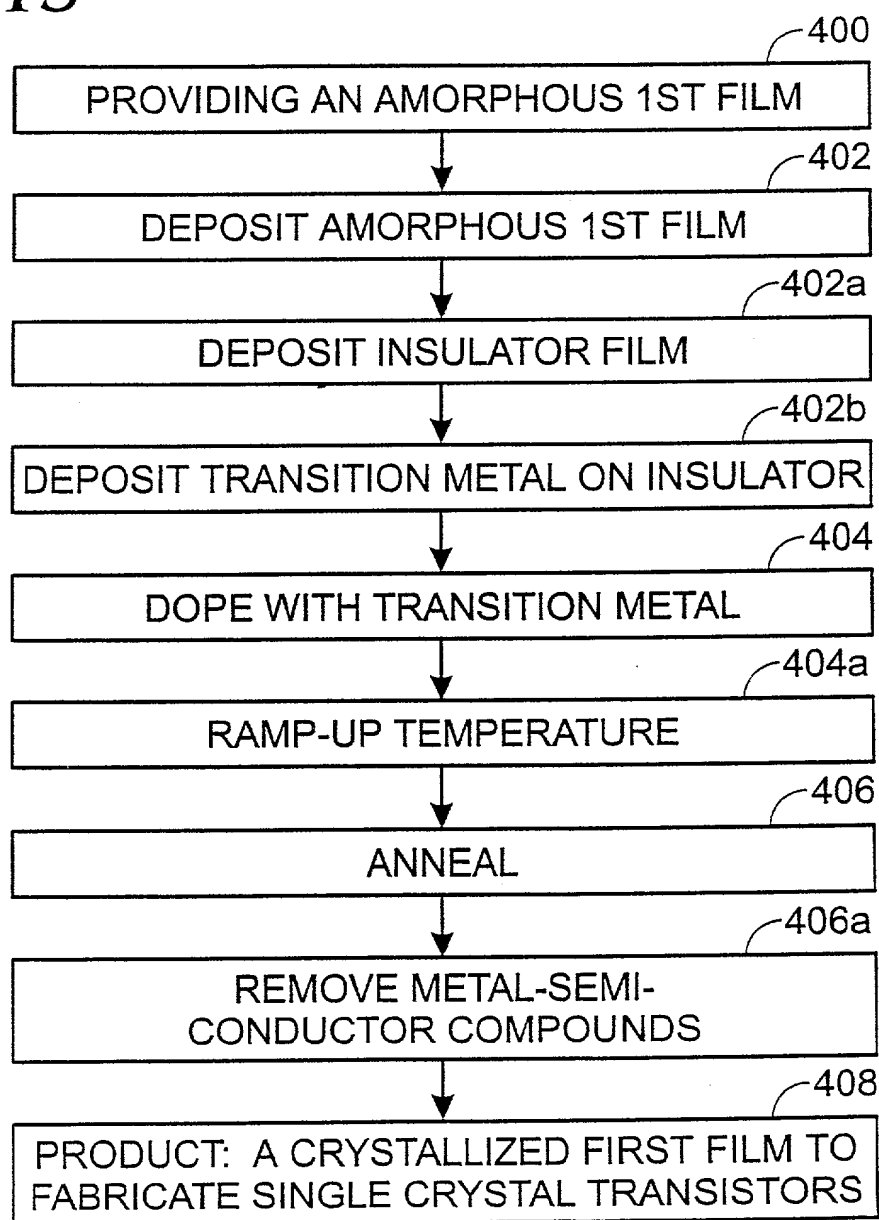 400
PROVIDING AN AMORPHOUS 1ST FILM
402
DEPOSIT AMORPHOUS 1ST FILM
402a
DEPOSIT INSULATOR FILM
402b
DEPOSIT TRANSITION METAL ON INSULATOR
404
DOPE WITH TRANSITION METAL
404a
RAMP-UP TEMPERATURE
406
ANNEAL
406a
REMOVE METAL-SEMI-
CONDUCTOR COMPOUNDS
408
PRODUCT: A CRYSTALLIZED FIRST FILM TO
FABRICATE SINGLE CRYSTAL TRANSISTORS